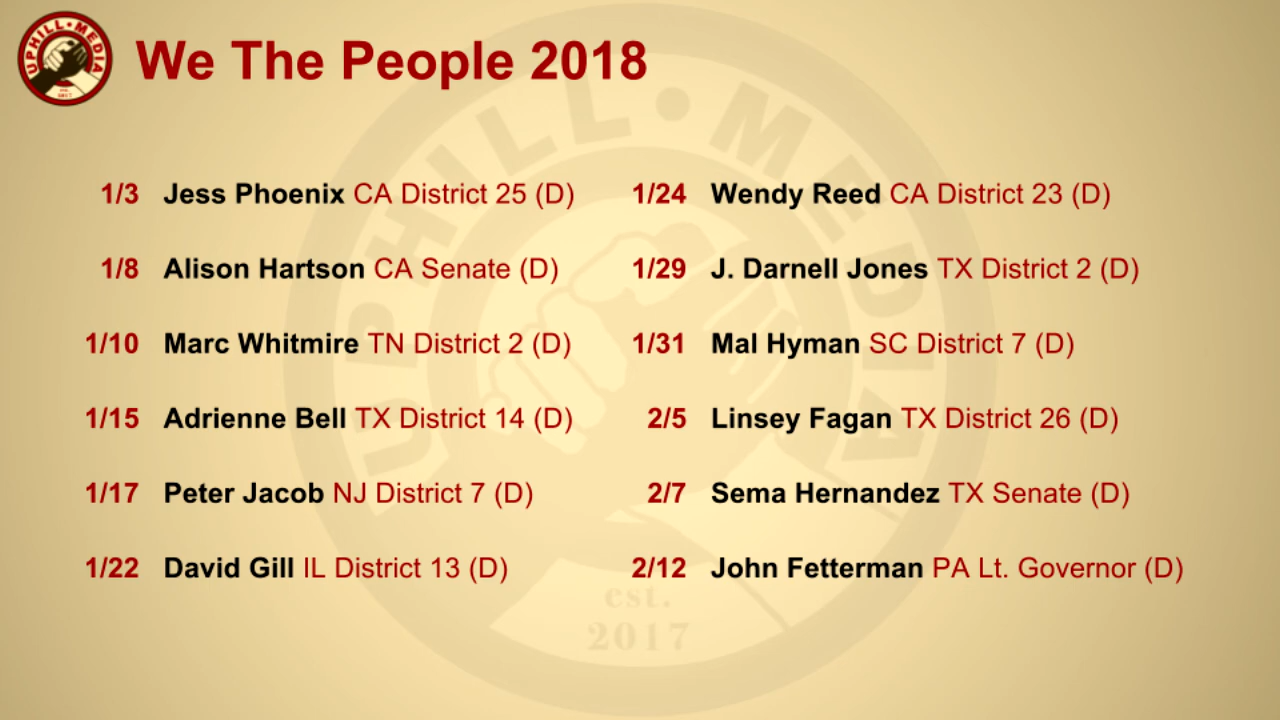 UPHILL • MEDIA
est.
2017
We The People 2018
1/3 Jess Phoenix CA District 25 (D)
1/8 Alison Hartson CA Senate (D)
1/10 Marc Whitmire TN District 2 (D)
1/15 Adrienne Bell TX District 14 (D)
1/17 Peter Jacob NJ District 7 (D)
1/22 David Gill IL District 13 (D)
1/24 Wendy Reed CA District 23 (D)
1/29 J. Darnell Jones TX District 2 (D)
1/31 Mal Hyman SC District 7 (D)
2/5 Linsey Fagan TX District 26 (D)
2/7 Sema Hernandez TX Senate (D)
2/12 John Fetterman PA Lt. Governor (D)
UPHILL • MEDIA
est.
2017